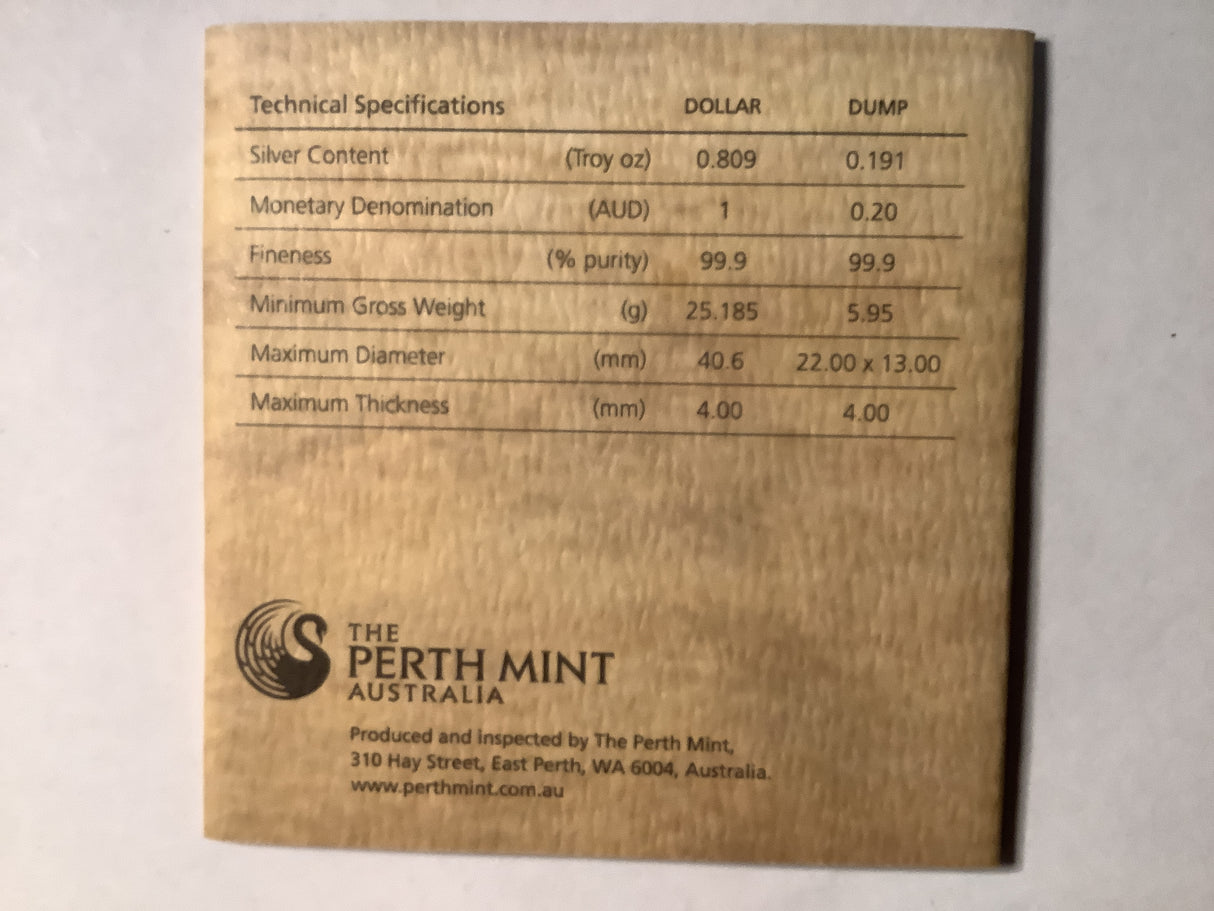 Technical Specifications DOLLAR DUMP
Silver Content (Troy oz) 0.809 0.191
Monetary Denomination (AUD) 1 0.20
Fineness (% purity) 99.9 99.9
Minimum Gross Weight (g) 25.185 5.95
Maximum Diameter (mm) 40.6 22.00 x 13.00
Maximum Thickness (mm) 4.00 4.00
THE
PERTH MINT
AUSTRALIA
Produced and inspected by The Perth Mint,
310 Hay Street, East Perth, WA 6004, Australia.
www.perthmint.com.au